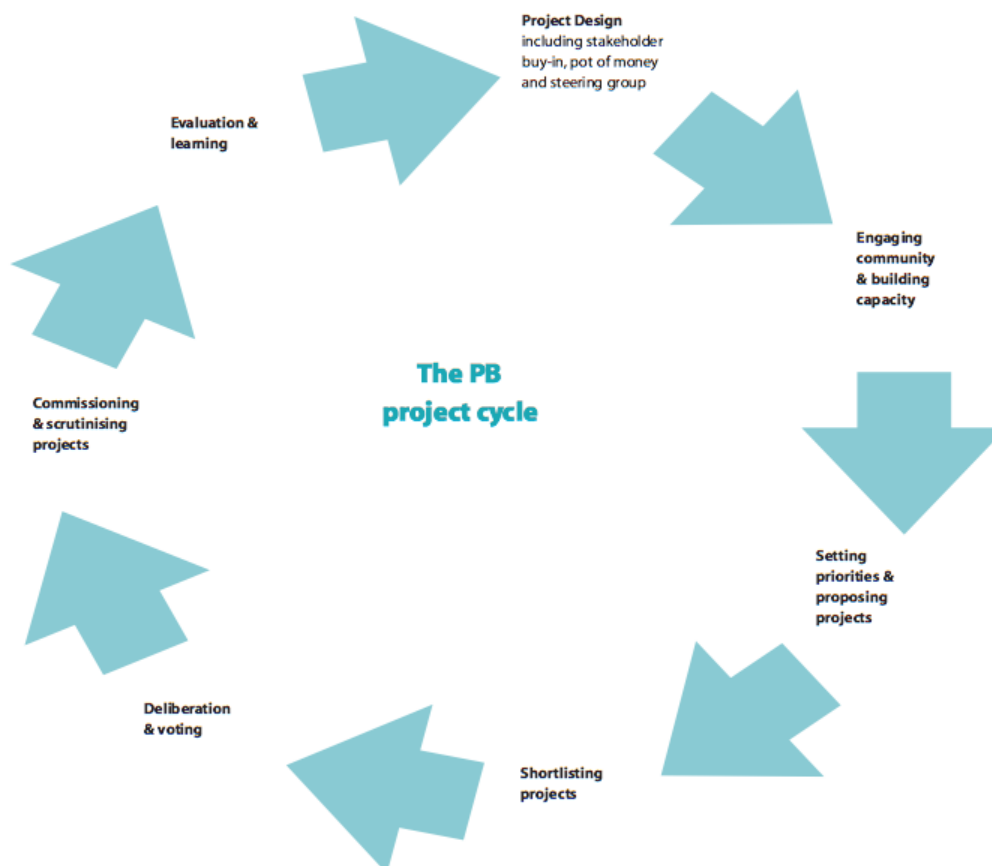 Project Design
including stakeholder
buy-in, pot of money
and steering group
Engaging
community
& building
capacity
Setting
priorities &
proposing
projects
Shortlisting
projects
Deliberation
& voting
Commissioning
& scrutinising
projects
Evaluation &
learning
The PB
project cycle